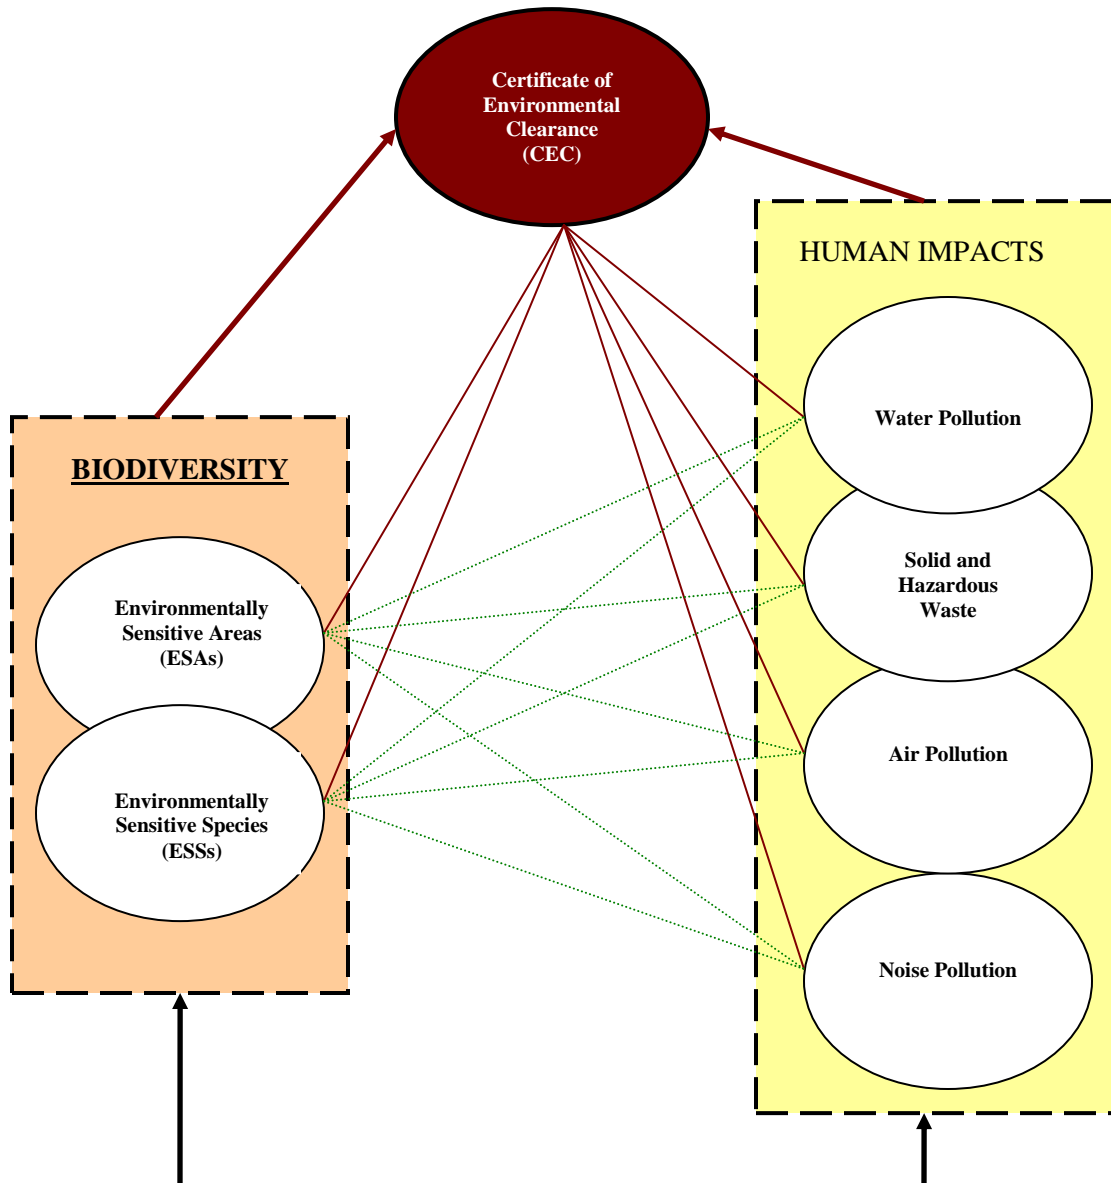 Certificate of
Environmental
Clearance
(CEC)
HUMAN IMPACTS
Water Pollution
Solid and
Hazardous
Waste
Air Pollution
Noise Pollution
BIODIVERSITY
Environmentally
Sensitive Areas
(ESAs)
Environmentally
Sensitive Species
(ESSs)